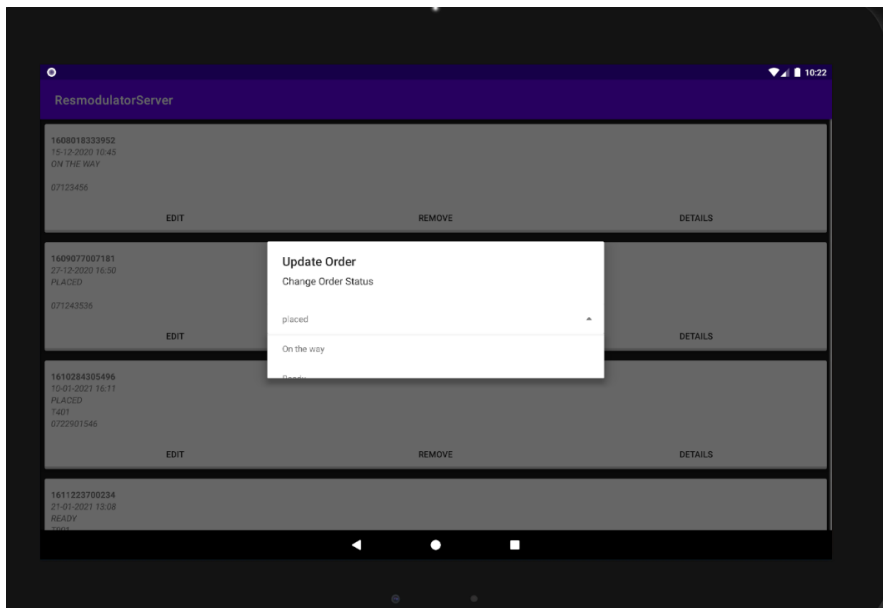 10:22
ResmodulatorServer
1608018333952
15-12-2020 10:45
ON THE WAY
07123456
EDIT REMOVE DETAILS
1609077007181
27-12-2020 16:50
PLACED
071243536
EDIT DETAILS
Update Order
Change Order Status
placed
On the way
Ready
1610284305496
10-01-2021 16:11
PLACED
T401
0722901546
EDIT REMOVE DETAILS
1611223700234
21-01-2021 13:08
READY